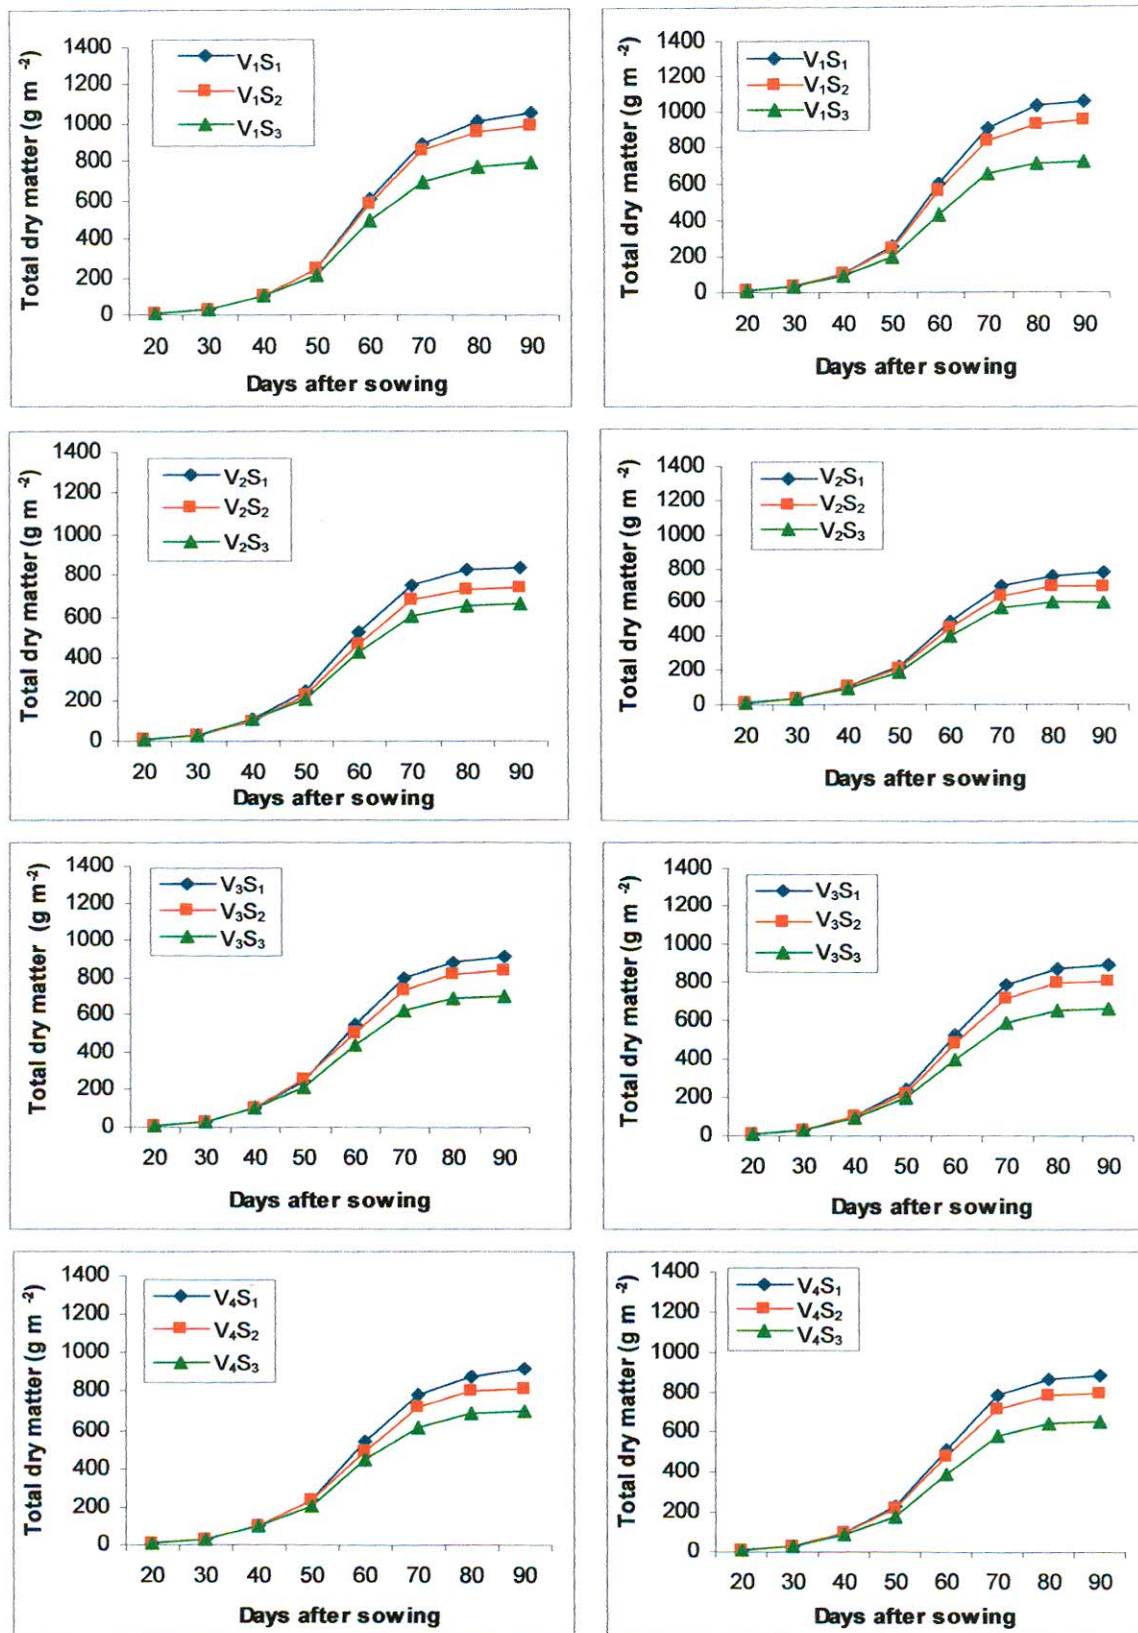 Total dry matter (g m ⁻²)
1400
1200
1000
800
600
400
200
0
V₁S₁
V₁S₂
V₁S₃
20 30 40 50 60 70 80 90
Days after sowing
Total dry matter (g m ⁻²)
1400
1200
1000
800
600
400
200
0
V₁S₁
V₁S₂
V₁S₃
20 30 40 50 60 70 80 90
Days after sowing
Total dry matter (g m ⁻²)
1400
1200
1000
800
600
400
200
0
V₂S₁
V₂S₂
V₂S₃
20 30 40 50 60 70 80 90
Days after sowing
Total dry matter (g m ⁻²)
1400
1200
1000
800
600
400
200
0
V₂S₁
V₂S₂
V₂S₃
20 30 40 50 60 70 80 90
Days after sowing
Total dry matter (g m⁻²)
1400
1200
1000
800
600
400
200
0
V₃S₁
V₃S₂
V₃S₃
20 30 40 50 60 70 80 90
Days after sowing
Total dry matter (g m ⁻²)
1400
1200
1000
800
600
400
200
0
V₃S₁
V₃S₂
V₃S₃
20 30 40 50 60 70 80 90
Days after sowing
Total dry matter (g m ⁻²)
1400
1200
1000
800
600
400
200
0
V₄S₁
V₄S₂
V₄S₃
20 30 40 50 60 70 80 90
Days after sowing
Total dry matter (g m ⁻²)
1400
1200
1000
800
600
400
200
0
V₄S₁
V₄S₂
V₄S₃
20 30 40 50 60 70 80 90
Days after sowing